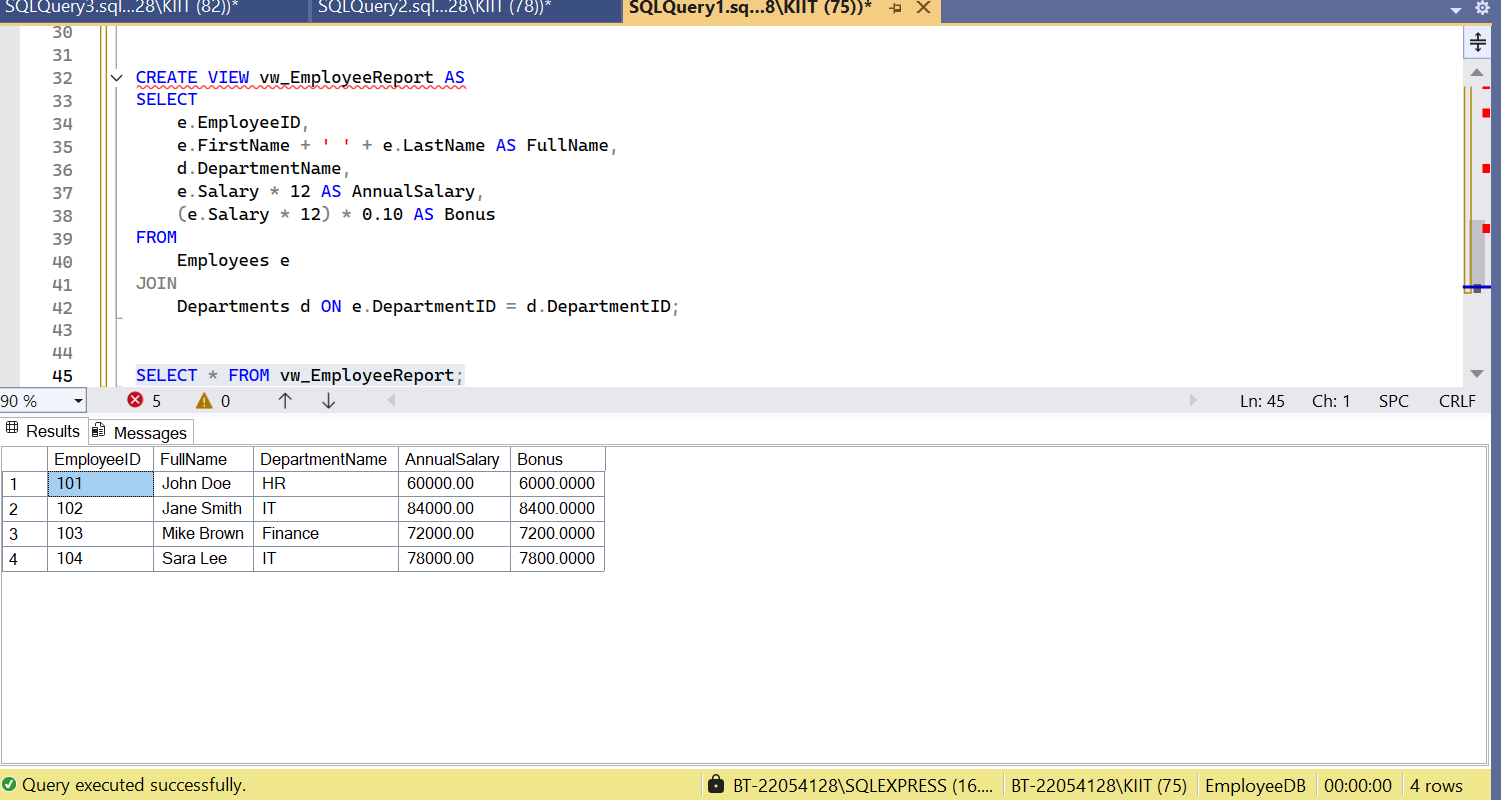 SQLQuery3.sql...28\KIIT (82))* SQLQuery2.sql...28\KIIT (78))* SQLQuery1.sq...8\KIIT (75))*
30
31
32 CREATE VIEW vw_EmployeeReport AS
33 SELECT
34 e.EmployeeID,
35 e.FirstName + ' ' + e.LastName AS FullName,
36 d.DepartmentName,
37 e.Salary * 12 AS AnnualSalary,
38 (e.Salary * 12) * 0.10 AS Bonus
39 FROM
40 Employees e
41 JOIN
42 Departments d ON e.DepartmentID = d.DepartmentID;
43
44
45 SELECT * FROM vw_EmployeeReport;
90 % 5 0 Ln: 45 Ch: 1 SPC CRLF
Results Messages
EmployeeID FullName DepartmentName AnnualSalary Bonus
1 101 John Doe HR 60000.00 6000.0000
2 102 Jane Smith IT 84000.00 8400.0000
3 103 Mike Brown Finance 72000.00 7200.0000
4 104 Sara Lee IT 78000.00 7800.0000
Query executed successfully. BT-22054128\SQLEXPRESS (16.... BT-22054128\KIIT (75) EmployeeDB 00:00:00 4 rows